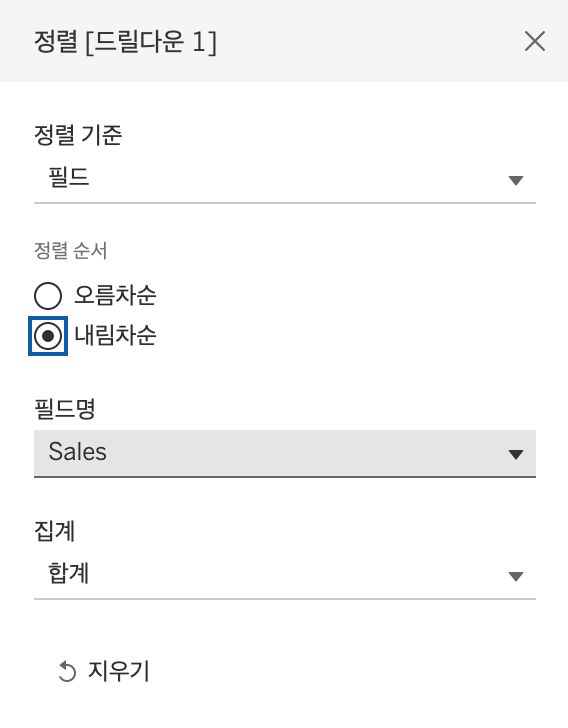 정렬 [드릴다운 1]
정렬 기준
필드
정렬 순서
오름차순
내림차순
필드명
Sales
집계
합계
지우기